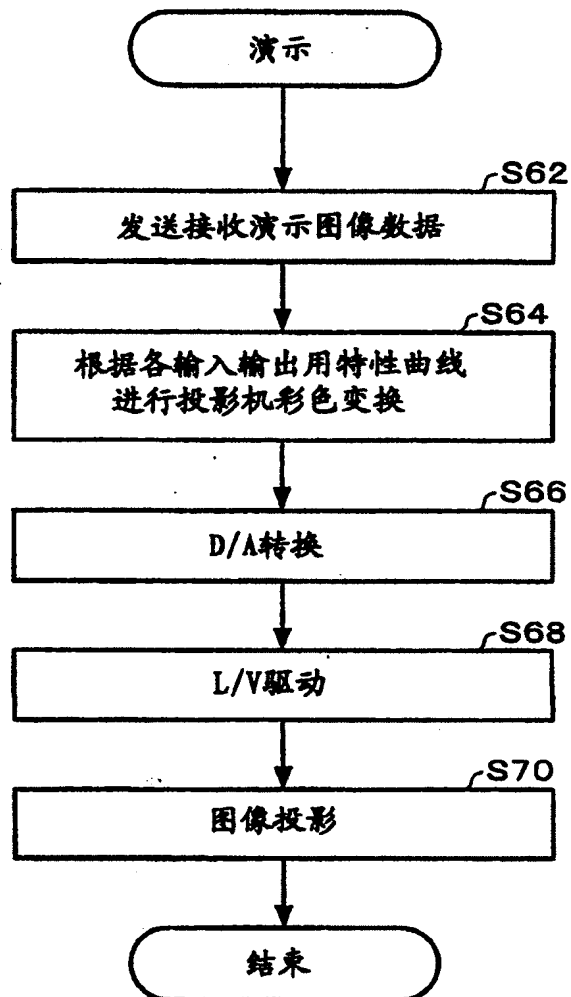 演示
S62
发送接收演示图像数据
S64
根据各输入输出用特性曲线
进行投影机彩色变换
S66
D/A转换
S68
L/V驱动
S70
图像投影
结束